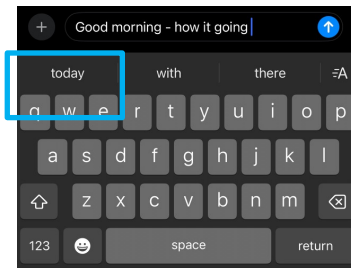 Good morning - how it going
today with there
q w e r t y u i o p
a s d f g h j k l
z x c v b n m
123 space return